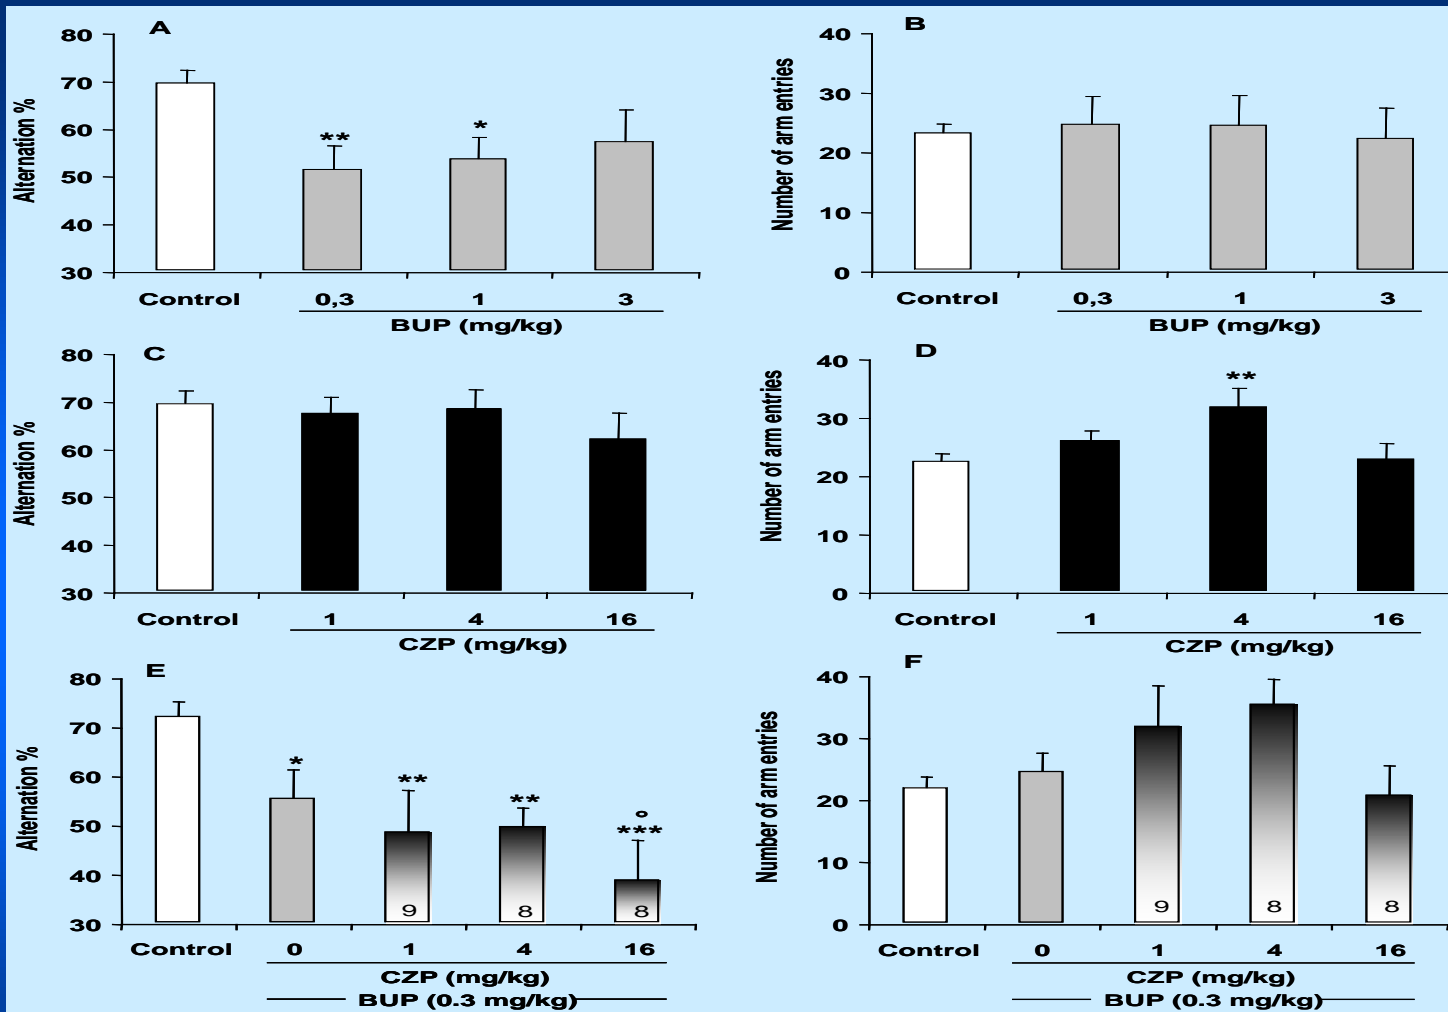 A
Alternation %
80
70
60
50
40
30
**
*
Control 0,3 1 3
BUP (mg/kg)
B
Number of arm entries
40
30
20
10
0
Control 0,3 1 3
BUP (mg/kg)
C
Alternation %
80
70
60
50
40
30
Control 1 4 16
CZP (mg/kg)
D
Number of arm entries
40
30
20
10
0
**
Control 1 4 16
CZP (mg/kg)
E
Alternation %
80
70
60
50
40
30
*
**
**
°
***
9 8 8
Control 0 1 4 16
CZP (mg/kg)
BUP (0.3 mg/kg)
F
Number of arm entries
40
30
20
10
0
9 8 8
Control 0 1 4 16
CZP (mg/kg)
BUP (0.3 mg/kg)